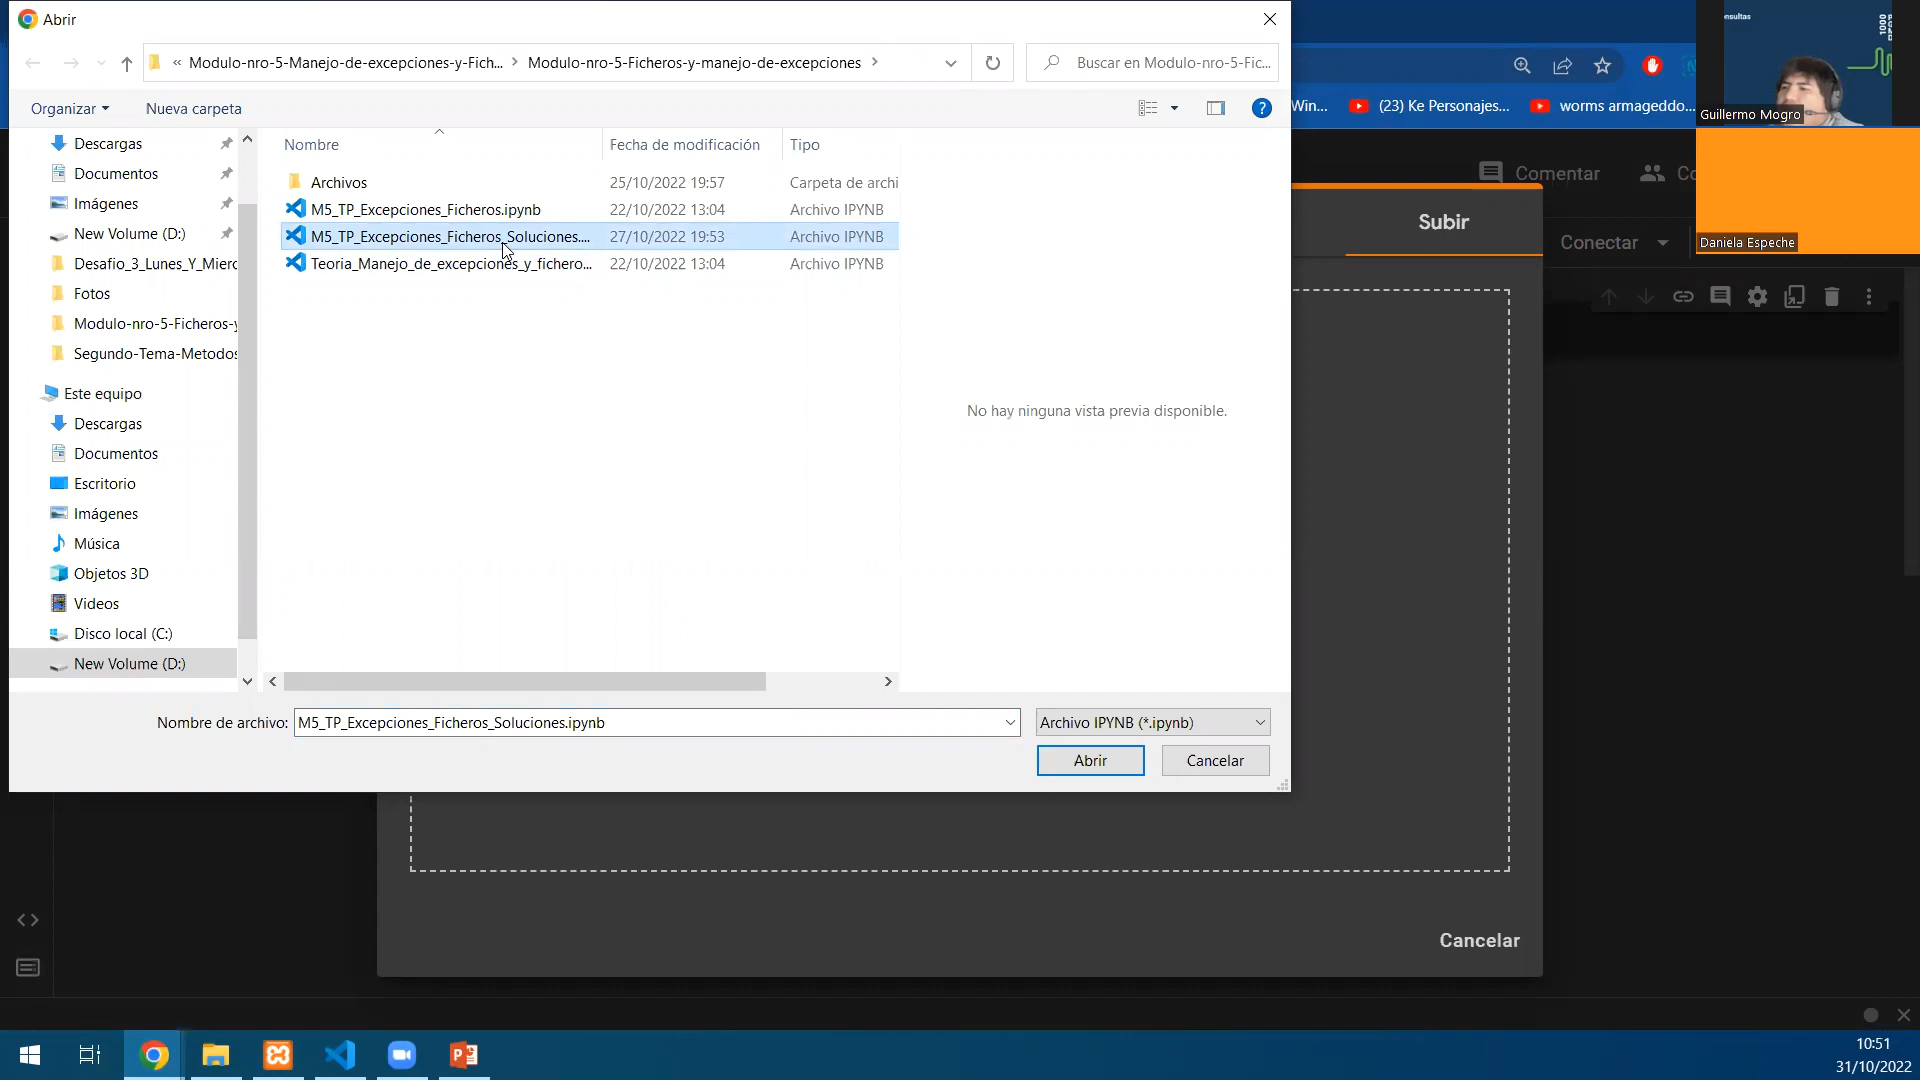 Abrir
« Modulo-nro-5-Manejo-de-excepciones-y-Fich... > Modulo-nro-5-Ficheros-y-manejo-de-excepciones >
Buscar en Modulo-nro-5-Fic...
Organizar
Nueva carpeta
Nombre
Fecha de modificación
Tipo
Archivos 25/10/2022 19:57 Carpeta de archi
M5_TP_Excepciones_Ficheros.ipynb 22/10/2022 13:04 Archivo IPYNB
M5_TP_Excepciones_Ficheros_Soluciones.... 27/10/2022 19:53 Archivo IPYNB
Teoria_Manejo_de_excepciones_y_fichero... 22/10/2022 13:04 Archivo IPYNB
Descargas
Documentos
Imágenes
New Volume (D:)
Desafio_3_Lunes_Y_Mierc
Fotos
Modulo-nro-5-Ficheros-y
Segundo-Tema-Metodos
Este equipo
Descargas
Documentos
Escritorio
Imágenes
Música
Objetos 3D
Videos
Disco local (C:)
New Volume (D:)
No hay ninguna vista previa disponible.
Nombre de archivo:
M5_TP_Excepciones_Ficheros_Soluciones.ipynb
Archivo IPYNB (*.ipynb)
Abrir
Cancelar
Win...
(23) Ke Personajes...
worms armageddo...
nsultas
1000
Guillermo Mogro
Daniela Espeche
Comentar
Co
Subir
Conectar
Cancelar
10:51
31/10/2022